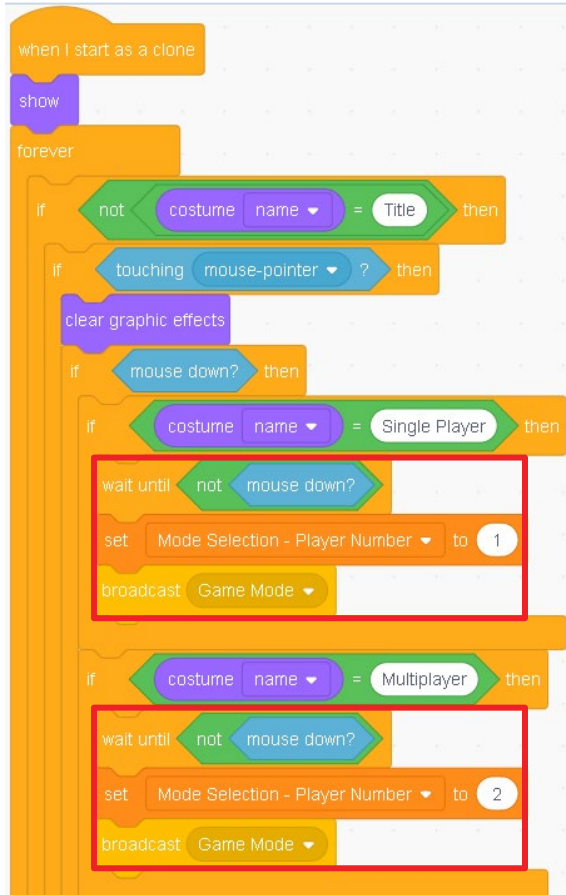 when I start as a clone
show
forever
if not costume name = Title then
if touching mouse-pointer ? then
clear graphic effects
if mouse down? then
if costume name = Single Player then
wait until not mouse down?
set Mode Selection - Player Number to 1
broadcast Game Mode
if costume name = Multiplayer then
wait until not mouse down?
set Mode Selection - Player Number to 2
broadcast Game Mode